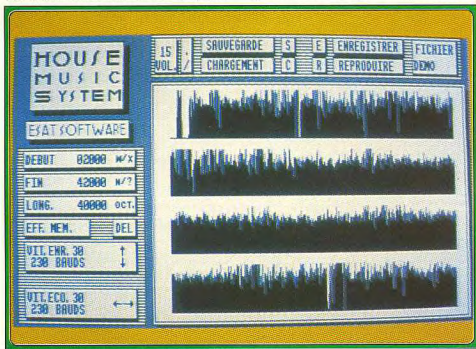 HOUSE
MUSIC
SYSTEM
ESAT SOFTWARE
DEBUT 02000 W/X
FIN 42000 N/?
LONG. 40000 OCT.
EFF. MEM. DEL
VIT.ENR.30 ↑
230 BAUDS ↓
VIT.ECO.30
230 BAUDS ↔
15 . SAUVEGARDE S E ENREGISTRER FICHIER
VOL. / CHARGEMENT C R REPRODUIRE DEMO